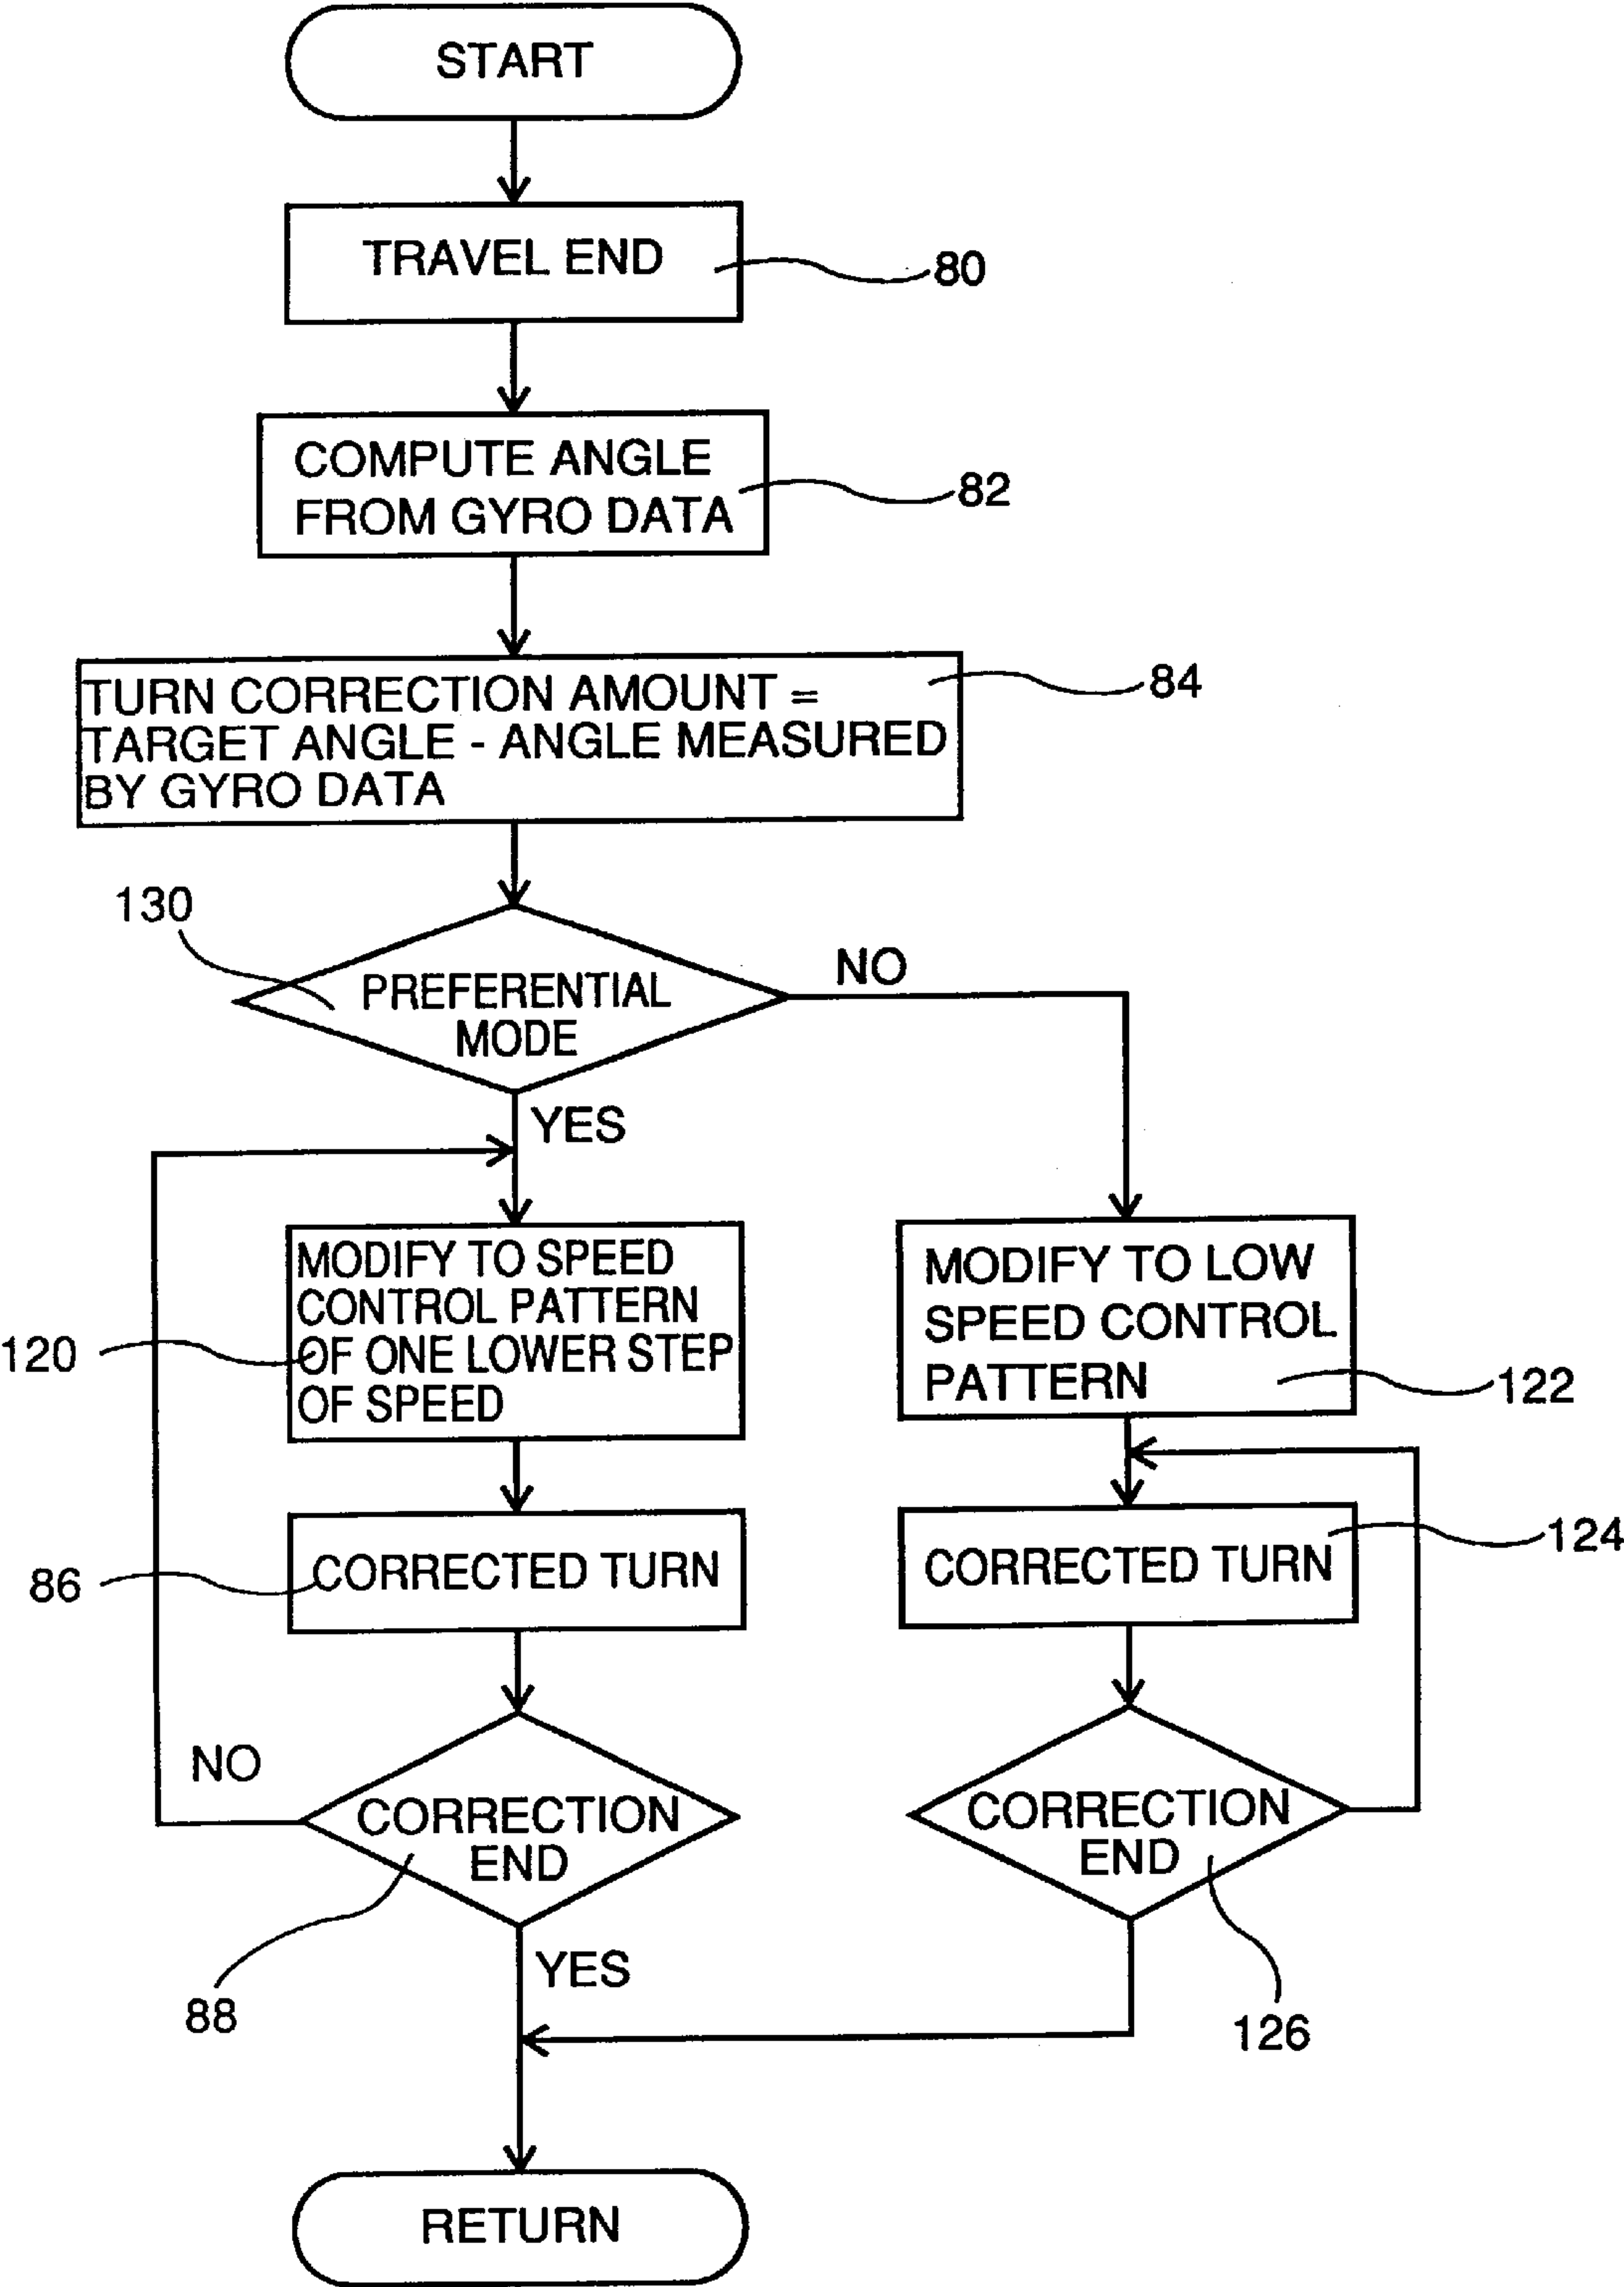 START
TRAVEL END
80
COMPUTE ANGLE
FROM GYRO DATA
82
TURN CORRECTION AMOUNT =
TARGET ANGLE - ANGLE MEASURED
BY GYRO DATA
84
130
PREFERENTIAL
MODE
NO
YES
MODIFY TO SPEED
CONTROL PATTERN
OF ONE LOWER STEP
OF SPEED
120
MODIFY TO LOW
SPEED CONTROL
PATTERN
122
CORRECTED TURN
86
CORRECTED TURN
124
NO
CORRECTION
END
88
CORRECTION
END
126
YES
RETURN